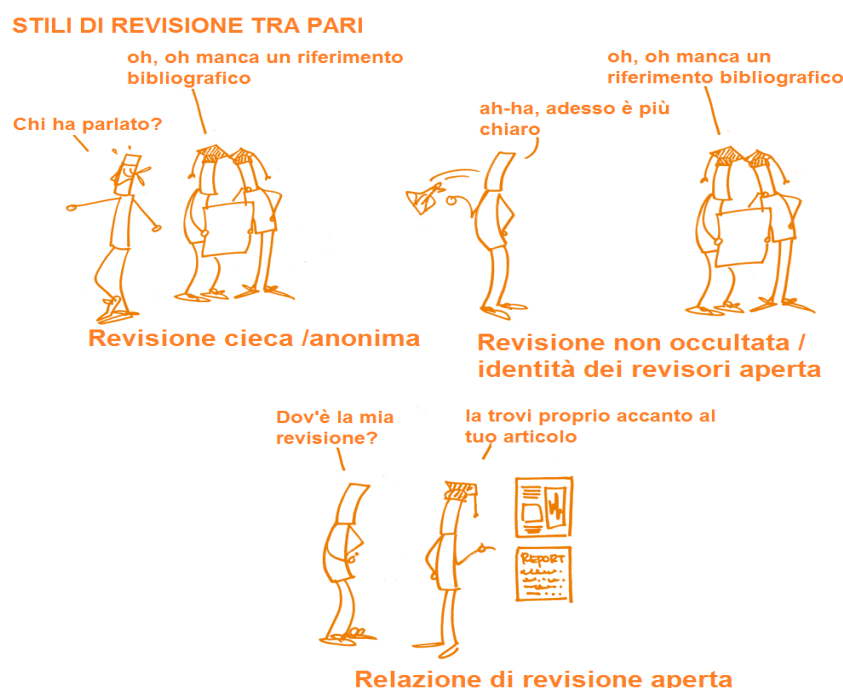 STILI DI REVISIONE TRA PARI
oh, oh manca un riferimento
bibliografico
Chi ha parlato?
oh, oh manca un
riferimento bibliografico
ah-ha, adesso è più
chiaro
Revisione cieca /anonima
Revisione non occultata /
identità dei revisori aperta
Dov'è la mia
revisione?
la trovi proprio accanto al
tuo articolo
REPORT
Relazione di revisione aperta